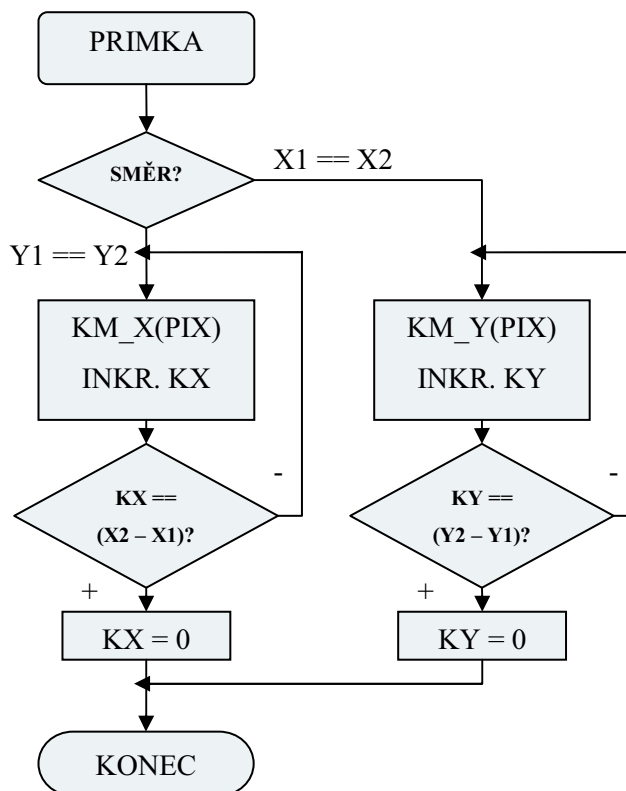 PRIMKA
SMĚR?
X1 == X2
Y1 == Y2
KM_X(PIX)
INKR. KX
KM_Y(PIX)
INKR. KY
-
-
KX ==
(X2 – X1)?
KY ==
(Y2 – Y1)?
+
+
KX = 0
KY = 0
KONEC